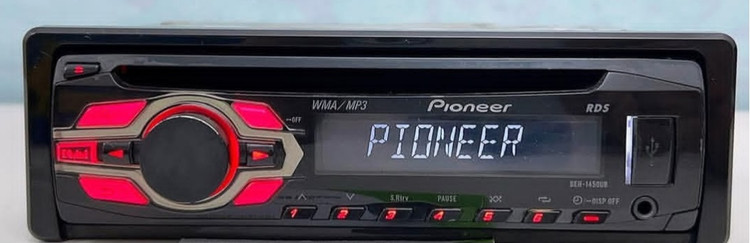 WMA/MP3
Pioneer
RDS
OFF
PIONEER
DEH-1450UB
S.Rtrv
PAUSE
DISP OFF
1 2 3 4 5 6